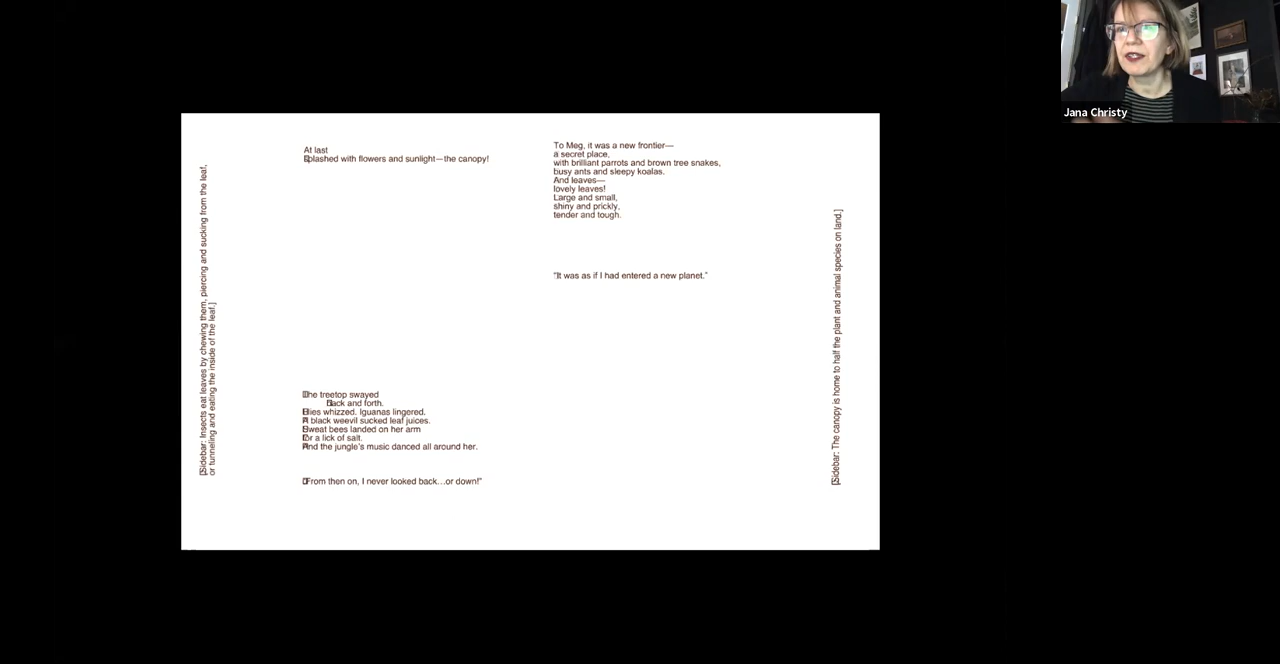 [Sidebar: Insects eat leaves by chewing them, piercing and sucking from the leaf,
or tunneling and eating the inside of the leaf.]
At last
Splashed with flowers and sunlight—the canopy!
The treetop swayed
back and forth.
Flies whizzed. Iguanas lingered.
A black weevil sucked leaf juices.
Sweat bees landed on her arm
for a lick of salt.
And the jungle's music danced all around her.
"From then on, I never looked back…or down!"
To Meg, it was a new frontier—
a secret place,
with brilliant parrots and brown tree snakes,
busy ants and sleepy koalas.
And leaves—
lovely leaves!
Large and small,
shiny and prickly,
tender and tough.
"It was as if I had entered a new planet."
[Sidebar: The canopy is home to half the plant and animal species on land.]
Jana Christy